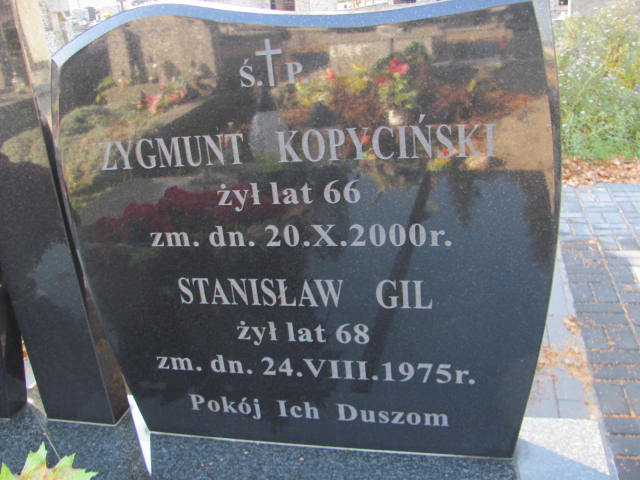 Ś.P.
ZYGMUNT KOPYCIŃSKI
żył lat 66
zm. dn. 20.X.2000r.
STANISŁAW GIL
żył lat 68
zm. dn. 24.VIII.1975r.
Pokój Ich Duszom